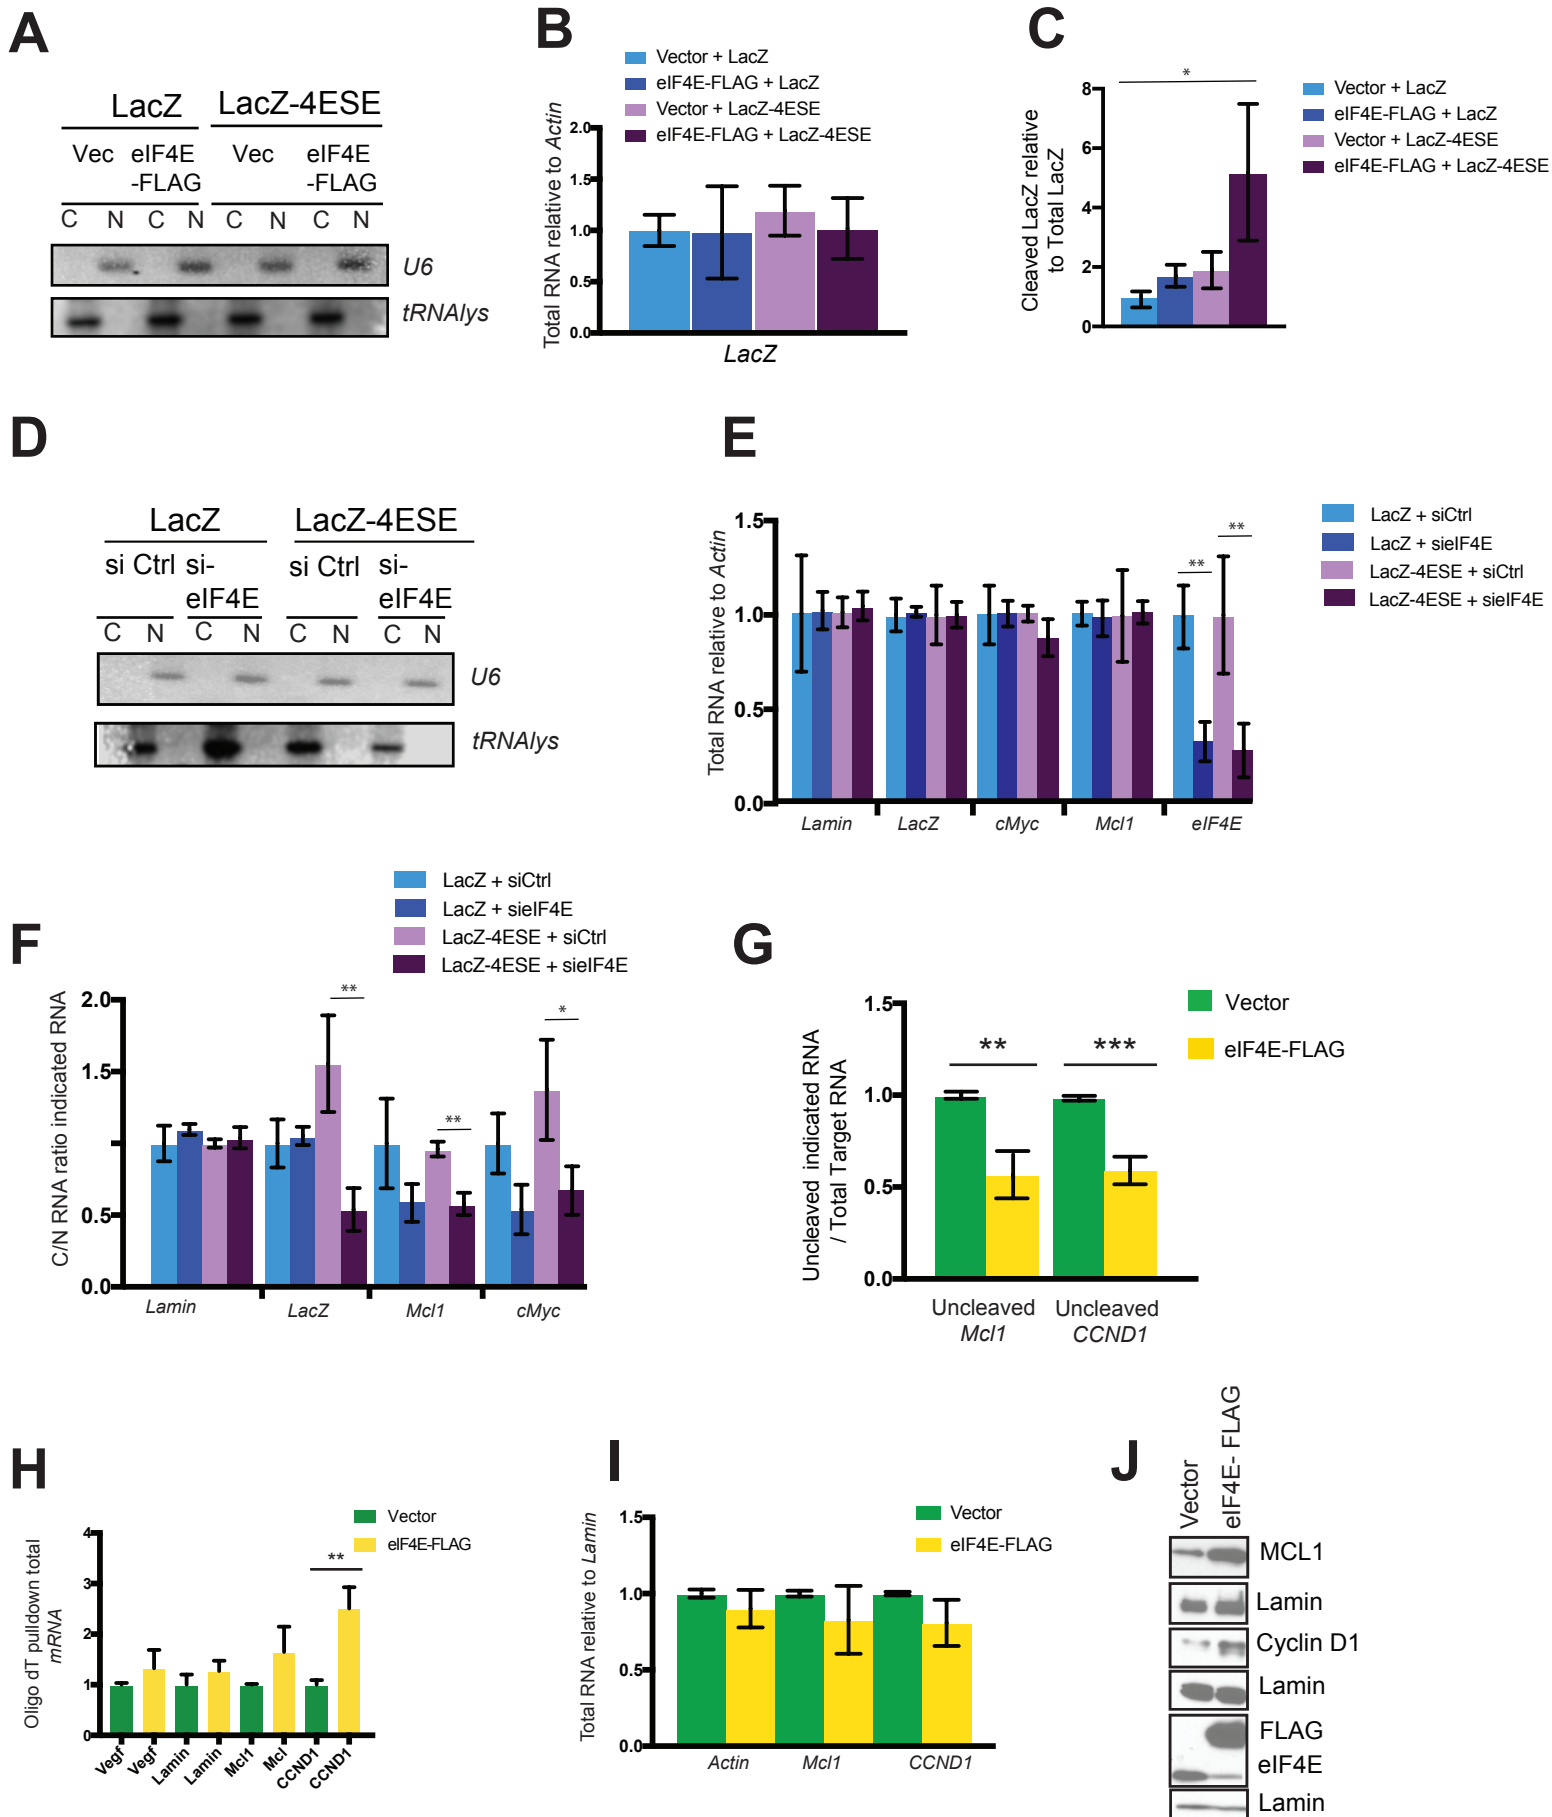 A
LacZ LacZ-4ESE
Vec eIF4E Vec eIF4E
-FLAG -FLAG
C N C N C N C N
U6
tRNAlys
B
Vector + LacZ
eIF4E-FLAG + LacZ
Vector + LacZ-4ESE
eIF4E-FLAG + LacZ-4ESE
Total RNA relative to Actin
2.0
1.5
1.0
0.5
0.0
LacZ
C
Vector + LacZ
eIF4E-FLAG + LacZ
Vector + LacZ-4ESE
eIF4E-FLAG + LacZ-4ESE
Cleaved LacZ relative
to Total LacZ
*
8
6
4
2
0
D
LacZ LacZ-4ESE
si Ctrl si- si Ctrl si-
eIF4E eIF4E
C N C N C N C N
U6
tRNAlys
E
LacZ + siCtrl
LacZ + sieIF4E
LacZ-4ESE + siCtrl
LacZ-4ESE + sieIF4E
Total RNA relative to Actin
1.5
1.0
0.5
0.0
** **
Lamin LacZ cMyc Mcl1 eIF4E
F
LacZ + siCtrl
LacZ + sieIF4E
LacZ-4ESE + siCtrl
LacZ-4ESE + sieIF4E
C/N RNA ratio indicated RNA
2.0
1.5
0.5
0.0
** ** *
Lamin LacZ Mcl1 cMyc
G
Vector
eIF4E-FLAG
Uncleaved indicated RNA
/ Total Target RNA
1.5
1.0
0.5
0.0
** ***
Uncleaved Uncleaved
Mcl1 CCND1
H
Vector
eIF4E-FLAG
Oligo dT pulldown total
mRNA
4
3
2
1
0
**
Vegf Vegf Lamin Lamin Mcl1 Mcl CCND1 CCND1
I
Vector
eIF4E-FLAG
Total RNA relative to Lamin
1.5
1.0
0.5
0.0
Actin Mcl1 CCND1
J
Vector eIF4E- FLAG
MCL1
Lamin
Cyclin D1
Lamin
FLAG
eIF4E
Lamin